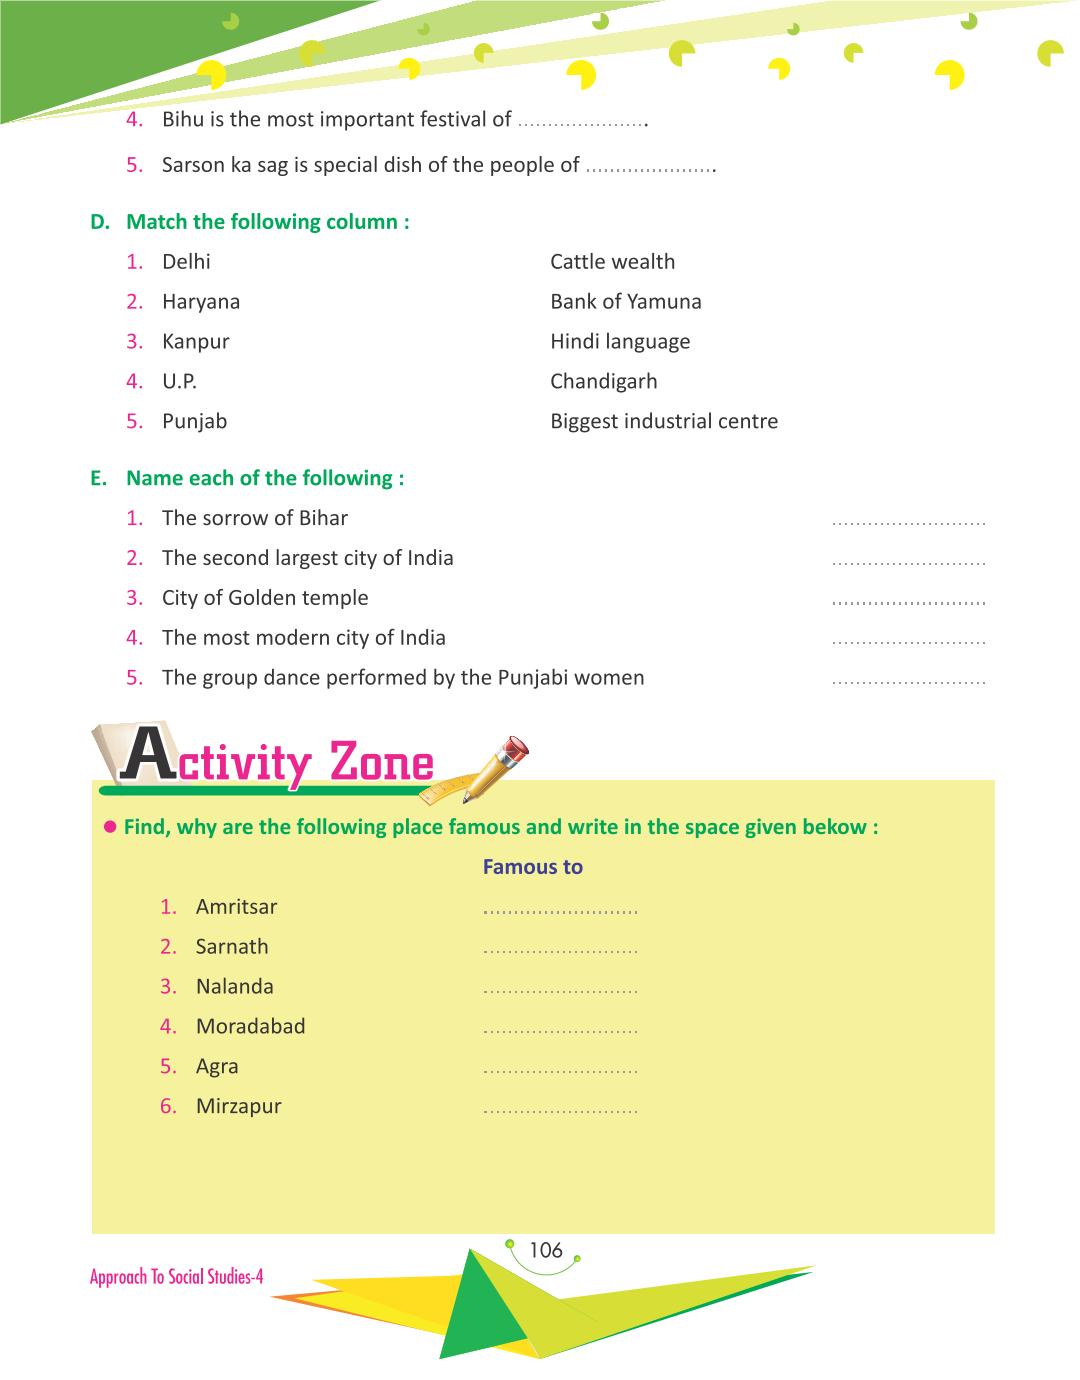 4. Bihu is the most important festival of .....................
5. Sarson ka sag is special dish of the people of ......................
D. Match the following column :
1. Delhi Cattle wealth
2. Haryana Bank of Yamuna
3. Kanpur Hindi language
4. U.P. Chandigarh
5. Punjab Biggest industrial centre
E. Name each of the following :
1. The sorrow of Bihar ..........................
2. The second largest city of India ..........................
3. City of Golden temple ..........................
4. The most modern city of India ..........................
5. The group dance performed by the Punjabi women ..........................
Activity Zone
● Find, why are the following place famous and write in the space given bekow :
Famous to
1. Amritsar ..........................
2. Sarnath ..........................
3. Nalanda ..........................
4. Moradabad ..........................
5. Agra ..........................
6. Mirzapur ..........................
106
Approach To Social Studies-4